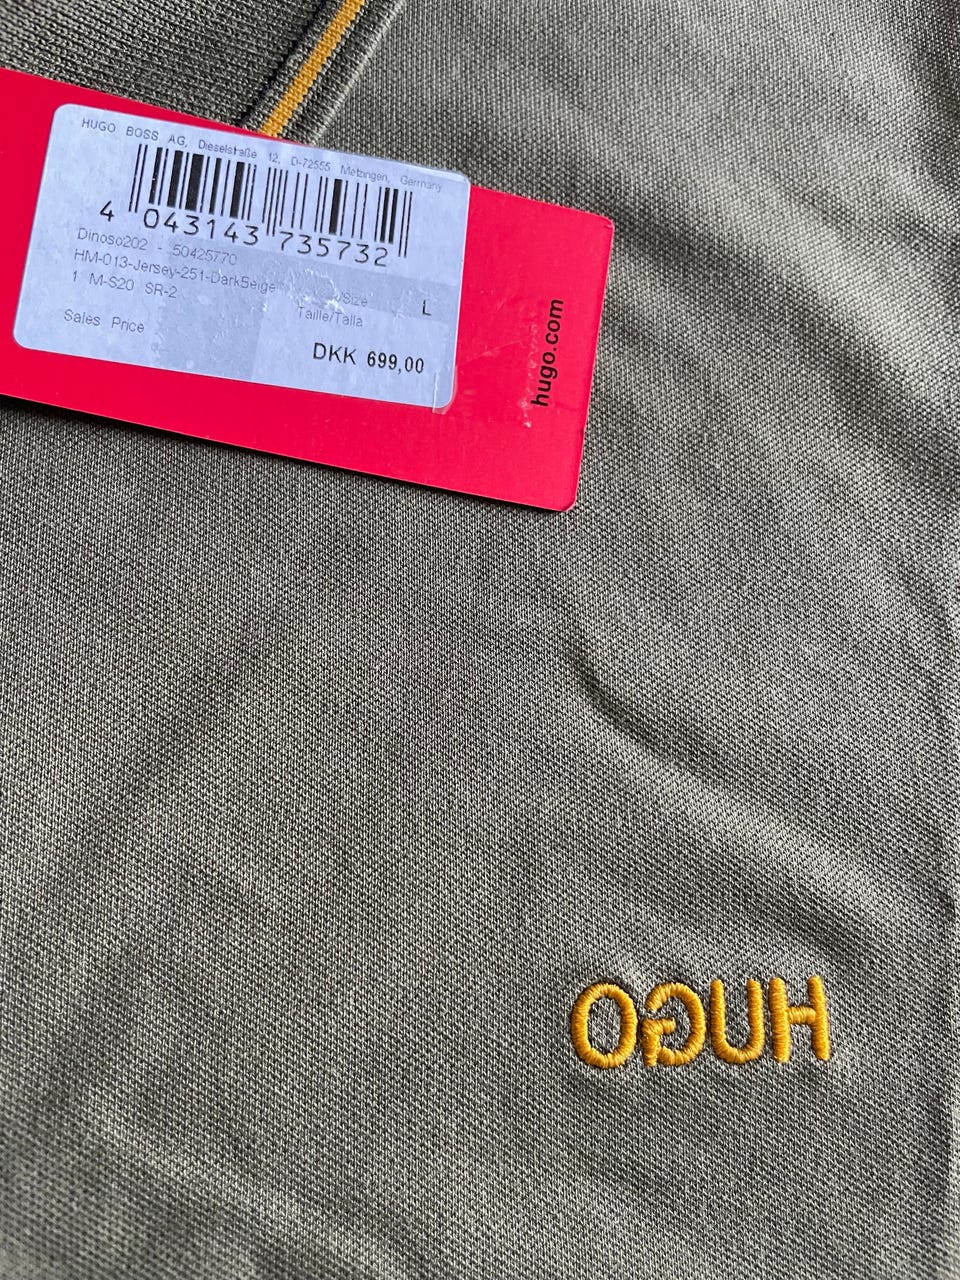 HUGO BOSS AG, Dieselstraße 12, D-72555 Metzingen, Germany
4 043143 735732
Dinoso202 - 50425770
HM-013-Jersey-251-DarkBeige
1 M-S20 SR-2
/Size
L
Taille/Talla
Sales Price
DKK 699,00
hugo.com
OGUH